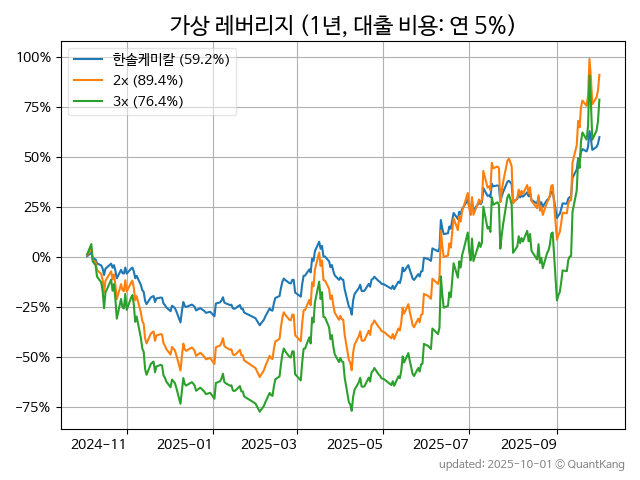 가상 레버리지 (1년, 대출 비용: 연 5%)
한솔케미칼 (59.2%)
2x (89.4%)
3x (76.4%)
100%
75%
50%
25%
0%
−25%
−50%
−75%
2024-11
2025-01
2025-03
2025-05
2025-07
2025-09
updated: 2025-10-01 © QuantKang